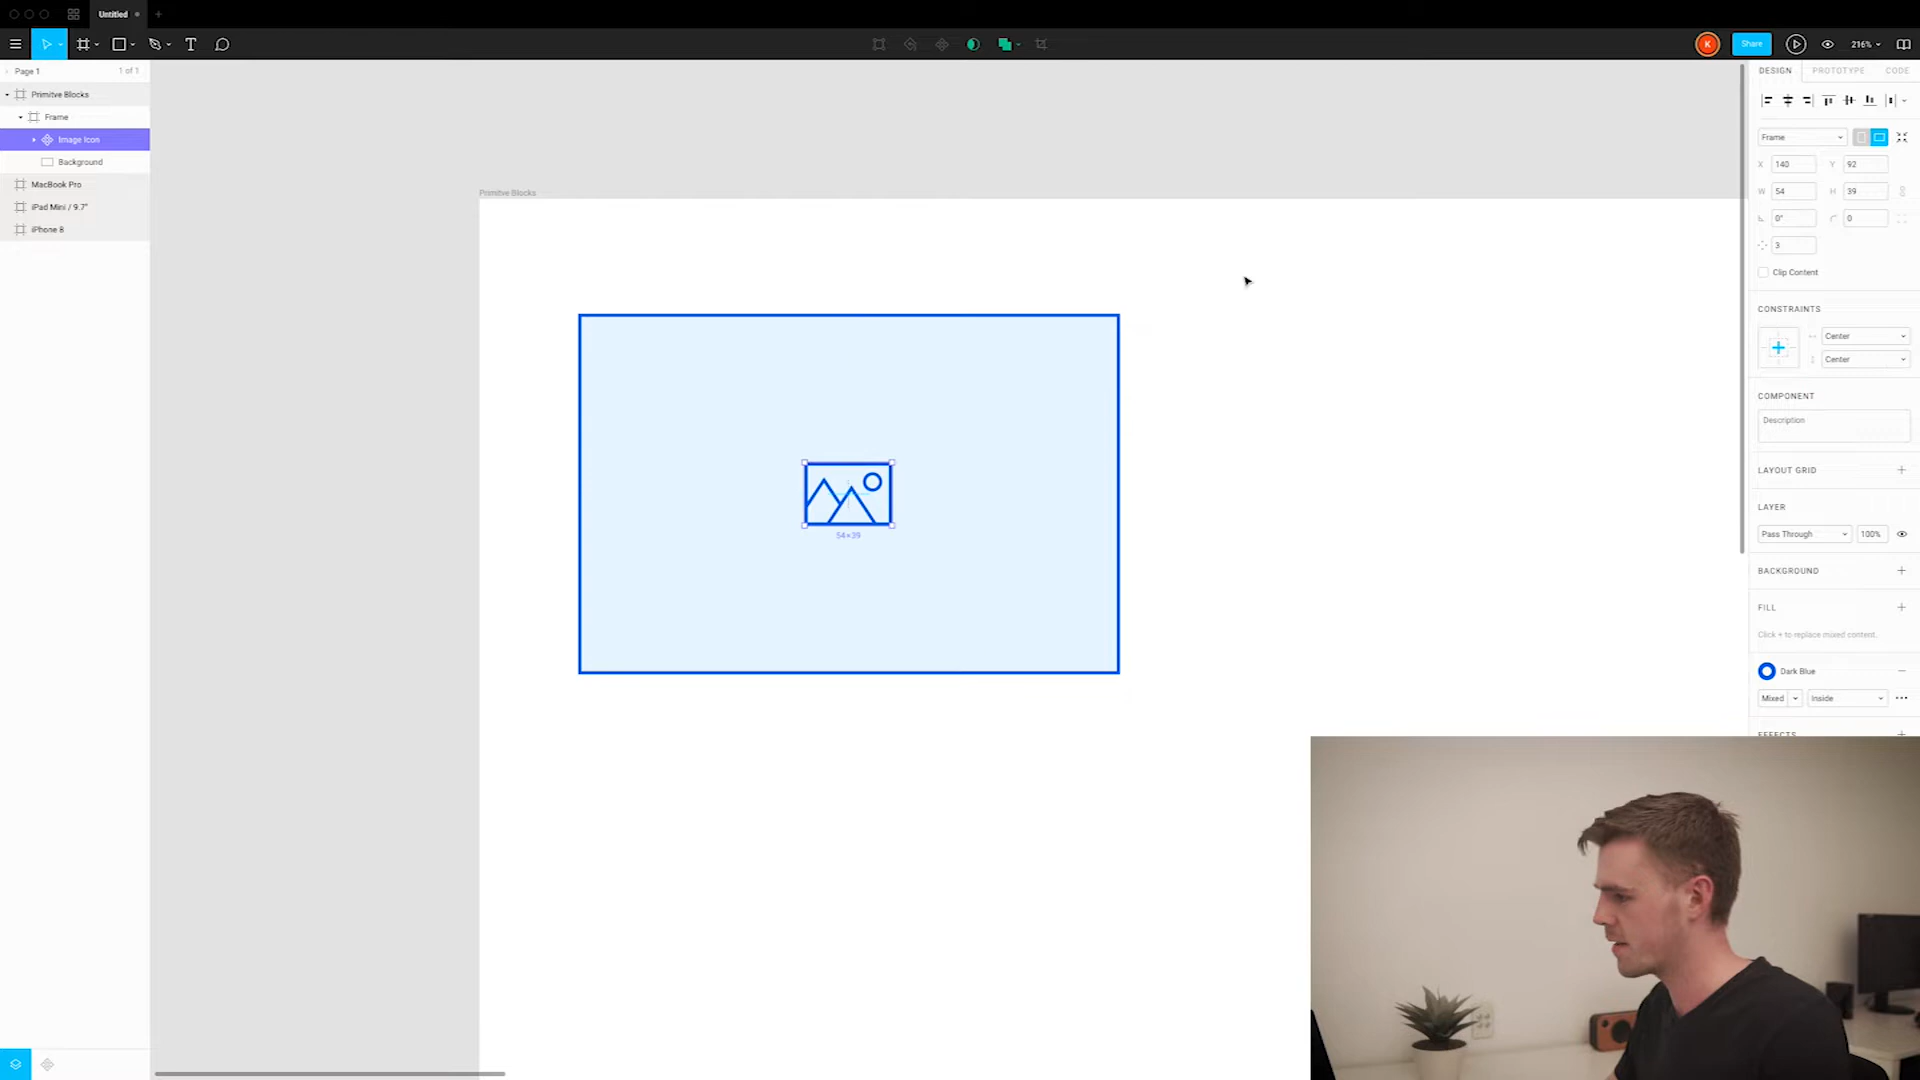 Untitled
K
Share
216%
Page 1
1 of 1
DESIGN
PROTOTYPE
CODE
Primitve Blocks
Frame
Image Icon
Background
MacBook Pro
iPad Mini / 9.7"
iPhone 8
Primitve Blocks
54×39
Frame
X 140
Y 92
W 54
H 39
0°
0
3
Clip Content
CONSTRAINTS
Center
Center
COMPONENT
Description
LAYOUT GRID
LAYER
Pass Through
100%
BACKGROUND
FILL
Click + to replace mixed content.
Dark Blue
Mixed
Inside
EFFECTS